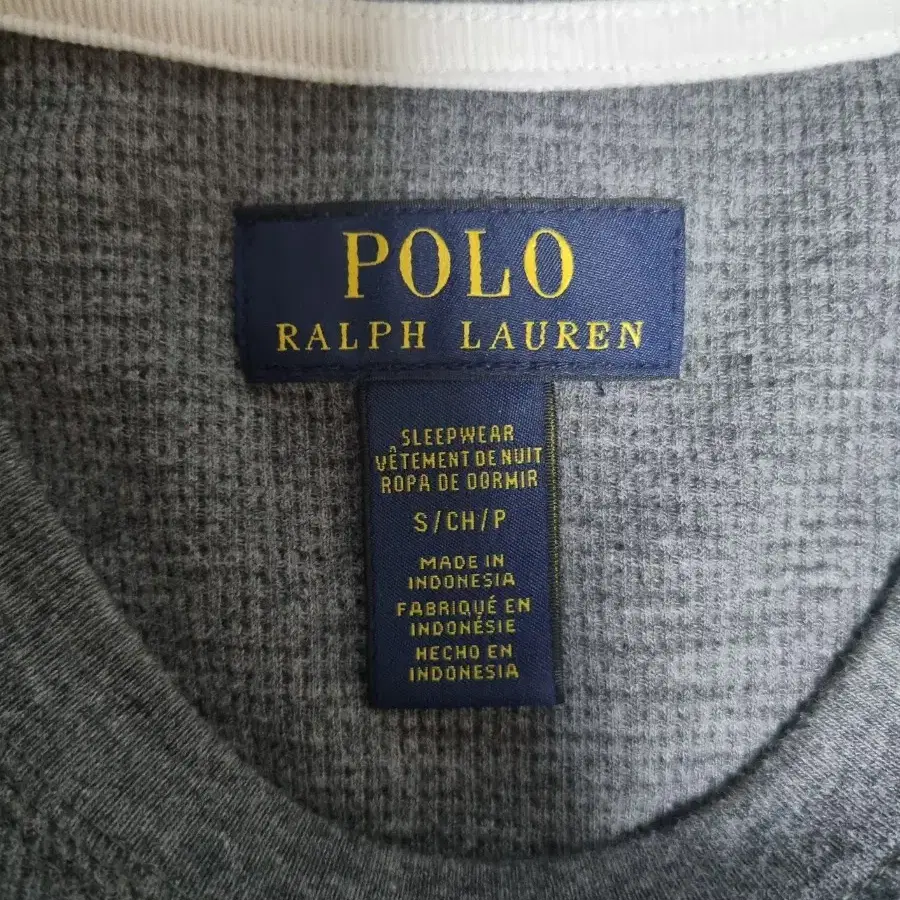 POLO
RALPH LAUREN
SLEEPWEAR
VÊTEMENT DE NUIT
ROPA DE DORMIR
S/CH/P
MADE IN
INDONESIA
FABRIQUÉ EN
INDONÉSIE
HECHO EN
INDONESIA